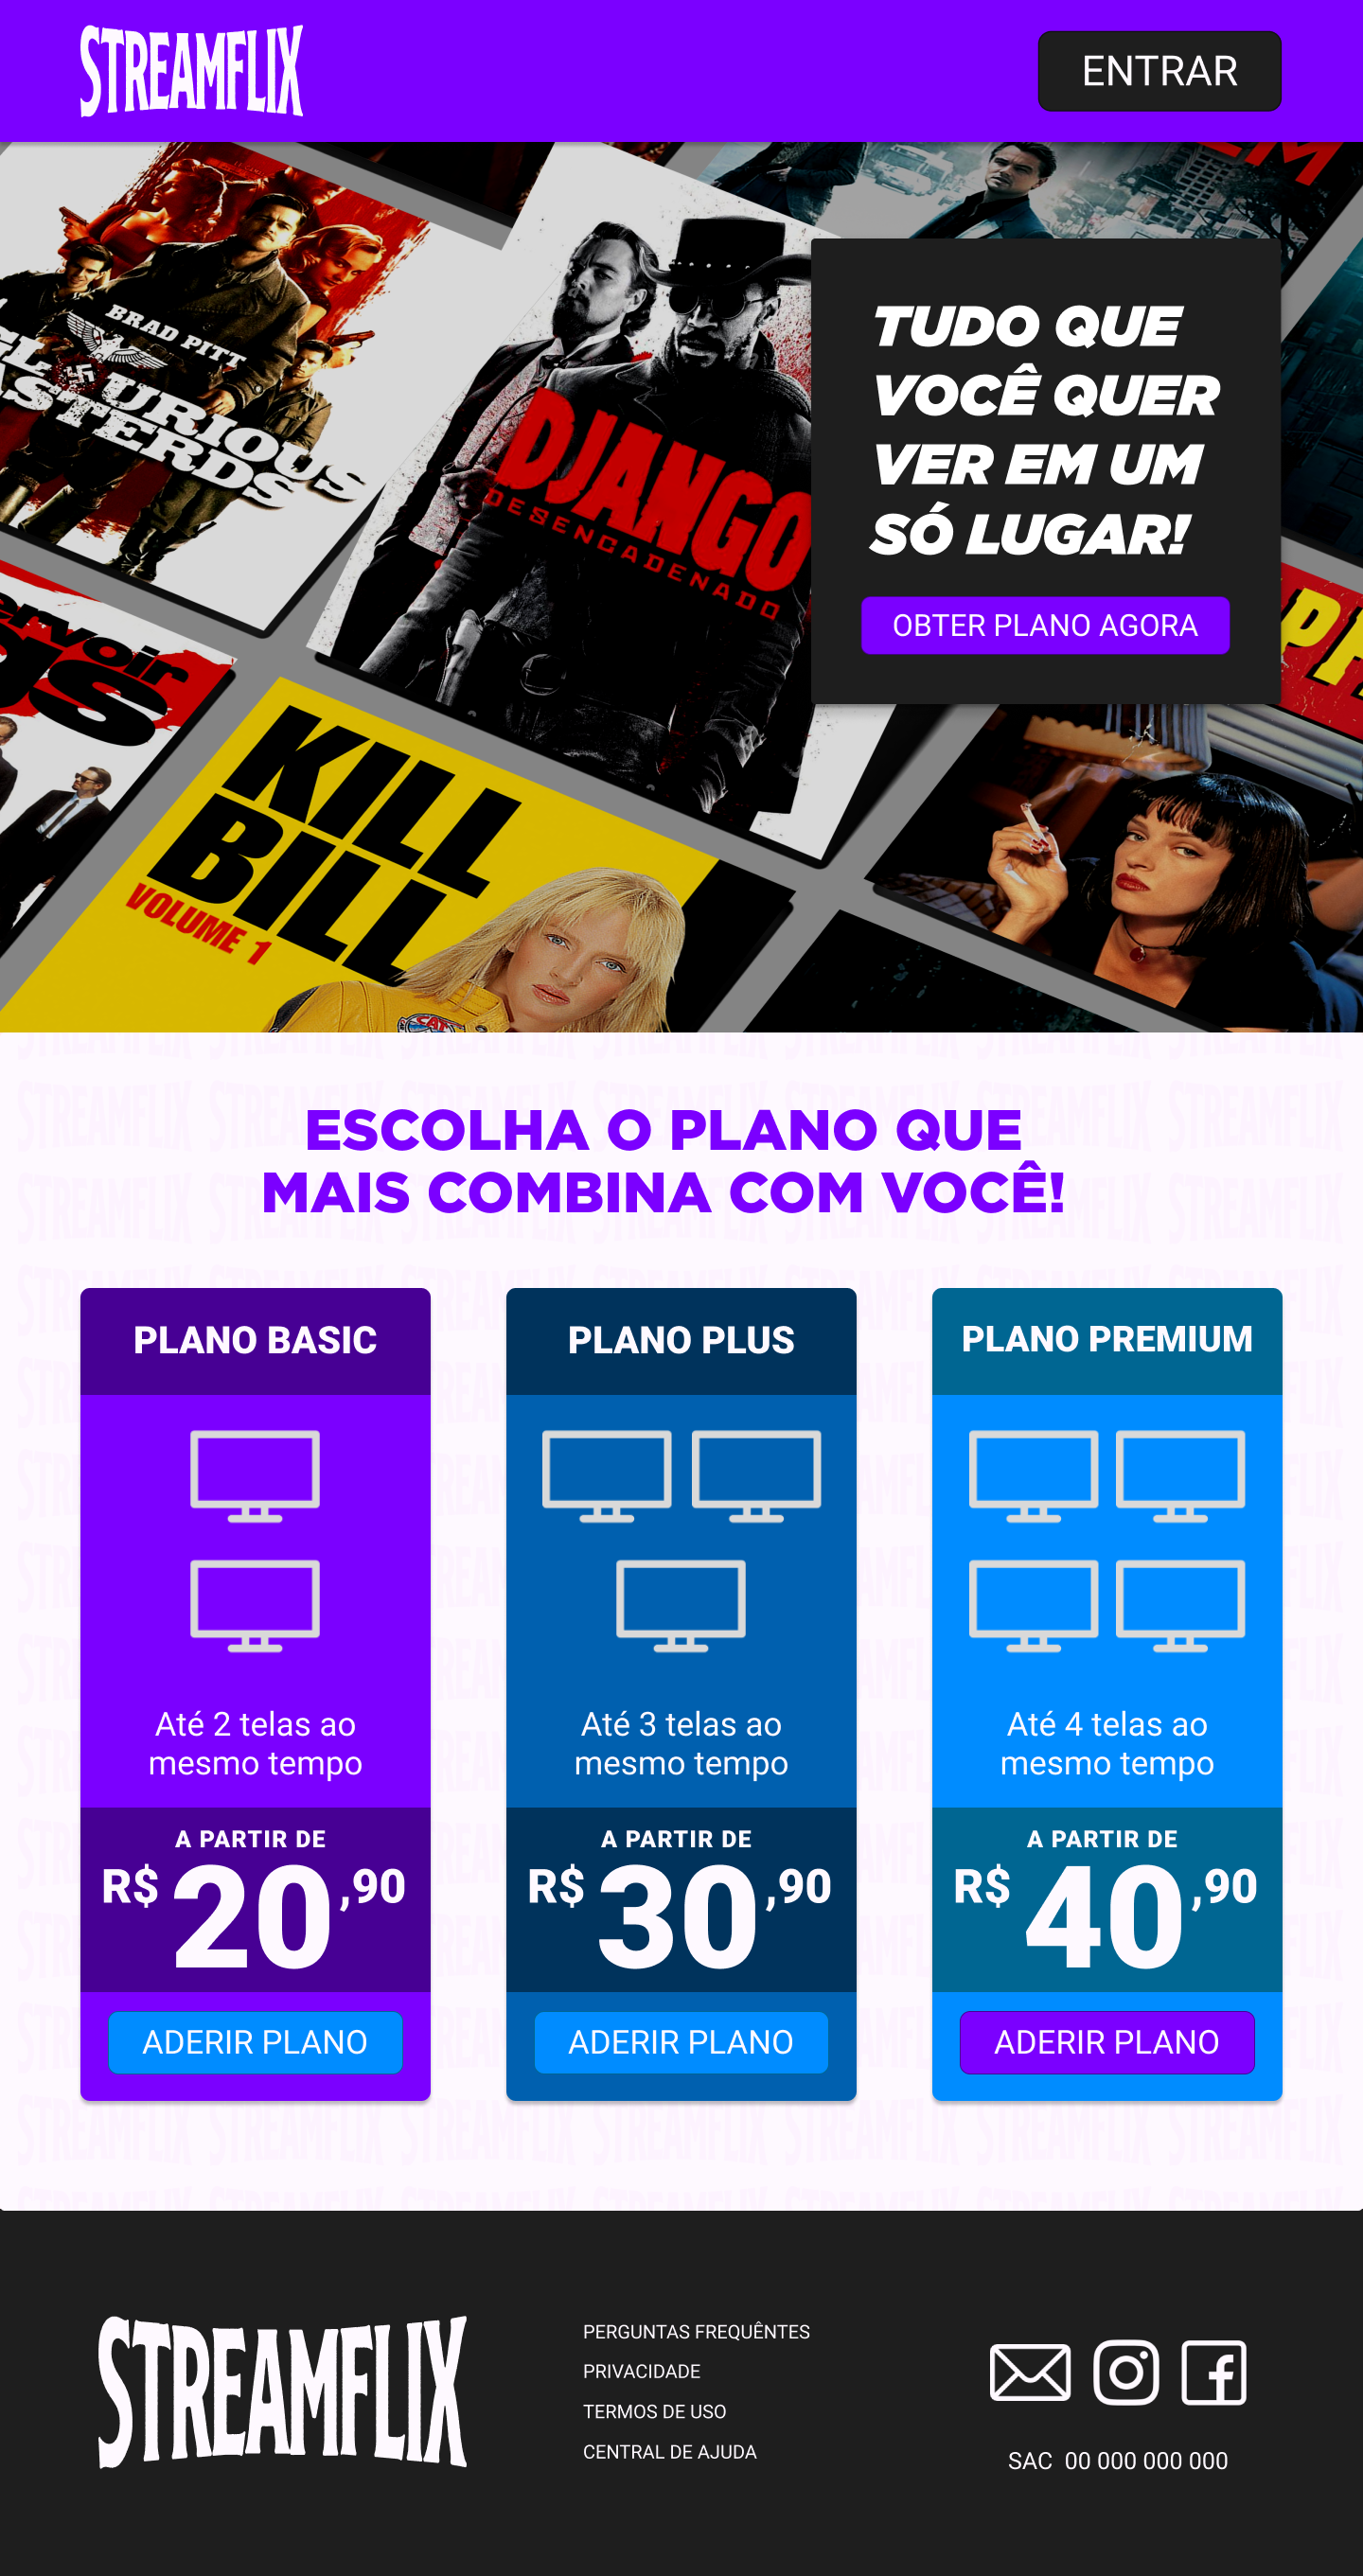 STREAMFLIX
ENTRAR
BRAD PITT
URIOUS
STERDS
DJANGO
DESENCADENADO
TUDO QUE
VOCÊ QUER
VER EM UM
SÓ LUGAR!
OBTER PLANO AGORA
KILL
BILL
VOLUME 1
CAT
ESCOLHA O PLANO QUE
MAIS COMBINA COM VOCÊ!
PLANO BASIC
Até 2 telas ao
mesmo tempo
A PARTIR DE
R$ 20,90
ADERIR PLANO
PLANO PLUS
Até 3 telas ao
mesmo tempo
A PARTIR DE
R$ 30,90
ADERIR PLANO
PLANO PREMIUM
Até 4 telas ao
mesmo tempo
A PARTIR DE
R$ 40,90
ADERIR PLANO
STREAMFLIX
PERGUNTAS FREQUÊNTES
PRIVACIDADE
TERMOS DE USO
CENTRAL DE AJUDA
SAC 00 000 000 000